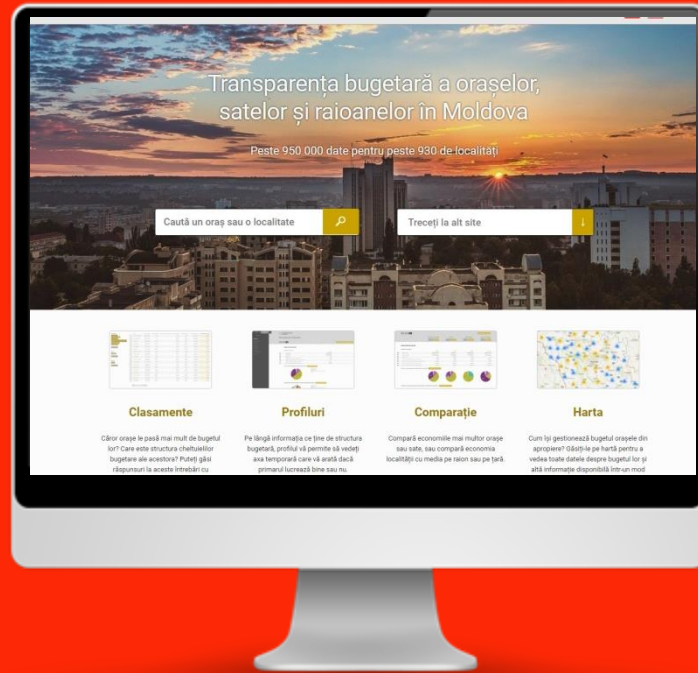 Transparența bugetară a orașelor,
satelor și raioanelor în Moldova
Peste 950 000 date pentru peste 930 de localități
Caută un oraș sau o localitate
Treceți la alt site
Clasamente
Căror orașe le pasă mai mult de bugetul
lor? Care este structura cheltuielilor
bugetare ale acestora? Puteți găsi
răspunsuri la aceste întrebări cu
Profiluri
Pe lângă informația ce ține de structura
bugetară, profilul vă permite să vedeți
axa temporară care vă arată dacă
primarul lucrează bine sau nu.
Comparație
Compară economiile mai multor orașe
sau sate, sau compară economia
localității cu media pe raion sau pe țară.
Harta
Cum își gestionează bugetul orașele din
apropiere? Găsiți-le pe hartă pentru a
vedea toate datele despre bugetul lor și
altă informație disponibilă într-un mod